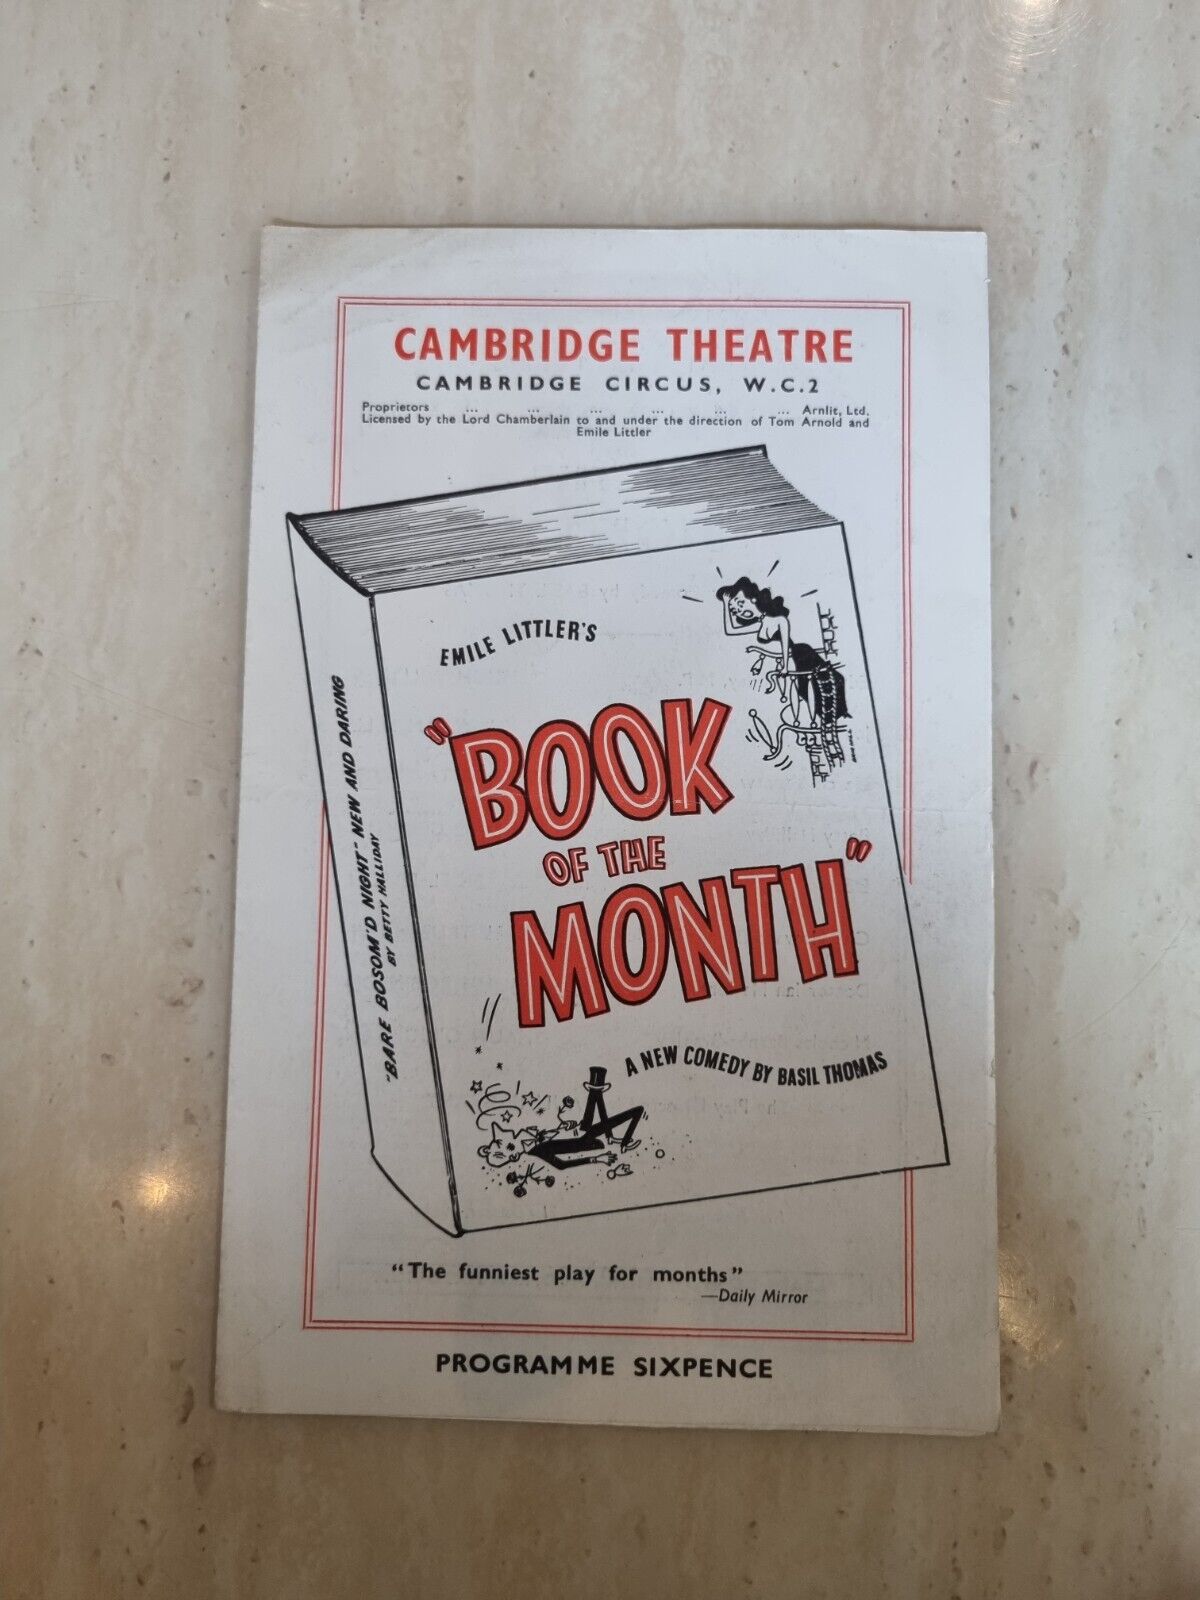 CAMBRIDGE THEATRE
CAMBRIDGE CIRCUS, W.C.2
Proprietors ... ... ... ... ... ... Arnlit, Ltd.
Licensed by the Lord Chamberlain to and under the direction of Tom Arnold and
Emile Littler
EMILE LITTLER'S
"BOOK
OF THE
MONTH"
A NEW COMEDY BY BASIL THOMAS
"BARE BOSOM'D NIGHT" - NEW AND DARING
BY BETTY HALLIDAY
"The funniest play for months"
—Daily Mirror
PROGRAMME SIXPENCE